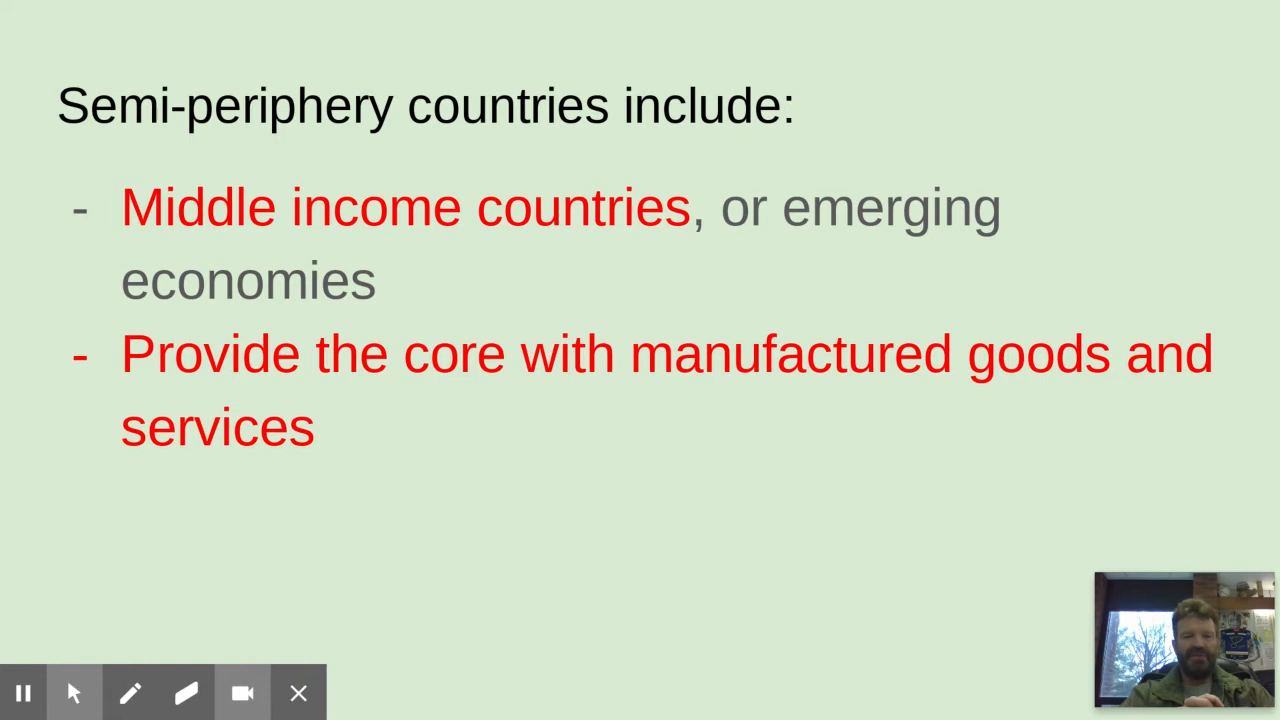 Semi-periphery countries include:
- Middle income countries, or emerging
economies
- Provide the core with manufactured goods and
services